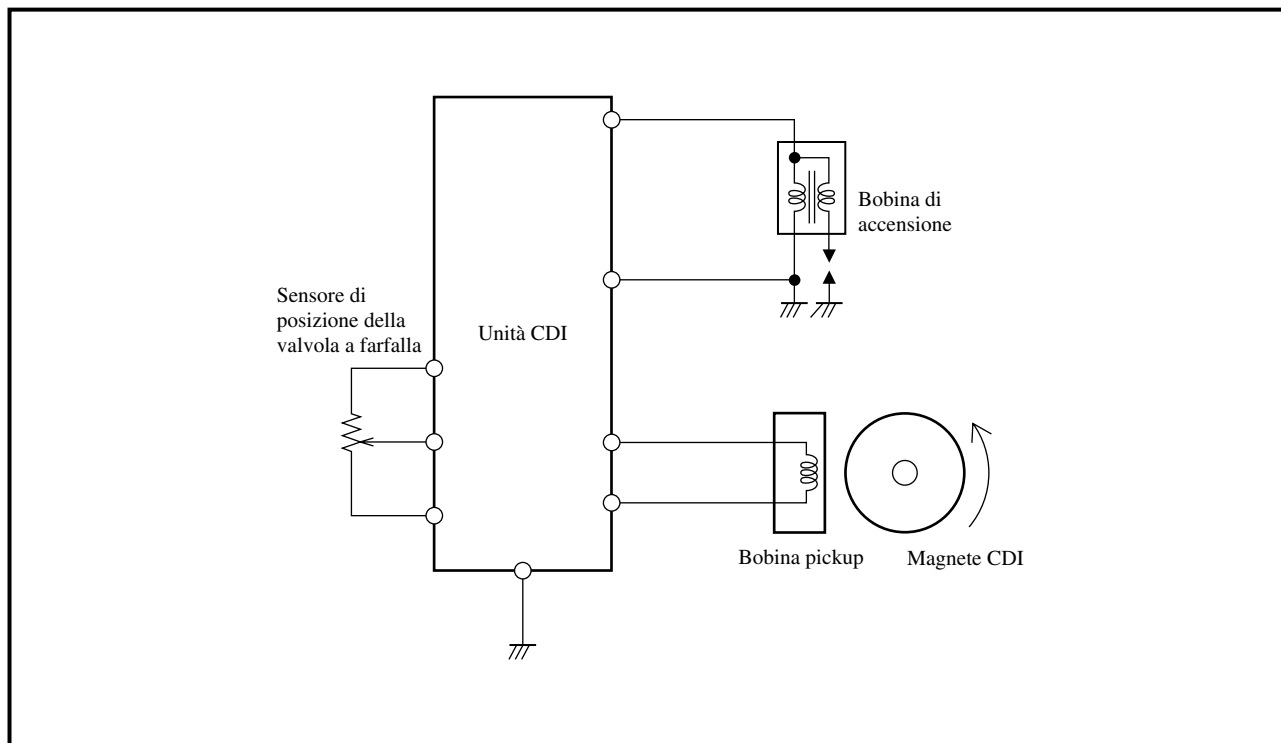 Bobina di
accensione
Sensore di
posizione della
valvola a farfalla
Unità CDI
Bobina pickup
Magnete CDI